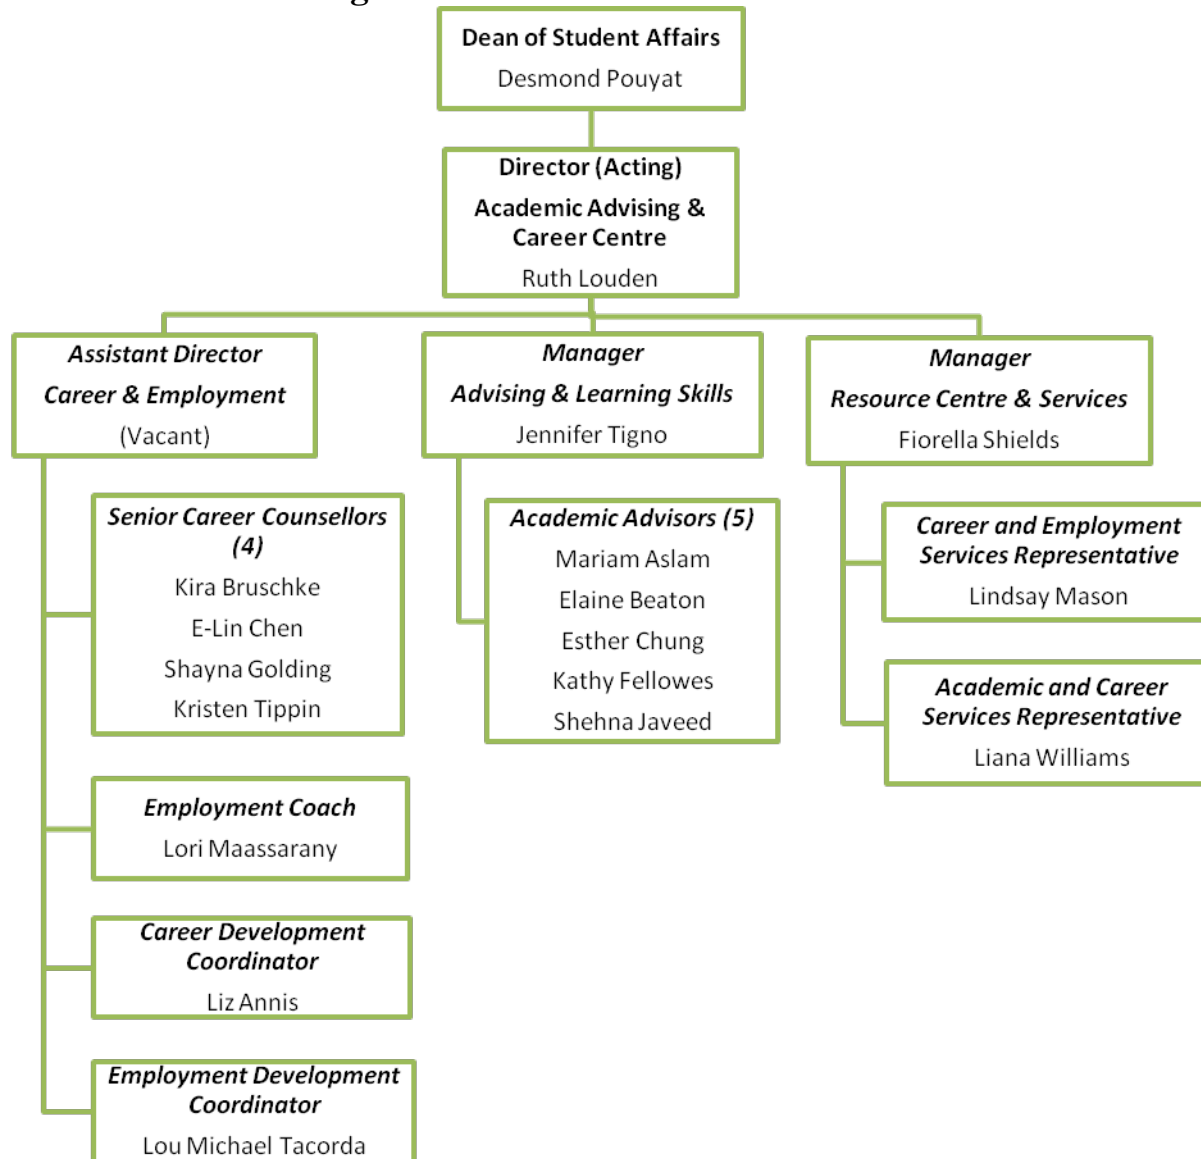 Dean of Student Affairs
Desmond Pouyat
Director (Acting)
Academic Advising &
Career Centre
Ruth Louden
Assistant Director
Career & Employment
(Vacant)
Senior Career Counsellors
(4)
Kira Bruschke
E-Lin Chen
Shayna Golding
Kristen Tippin
Employment Coach
Lori Maassarany
Career Development
Coordinator
Liz Annis
Employment Development
Coordinator
Lou Michael Tacorda
Manager
Advising & Learning Skills
Jennifer Tigno
Academic Advisors (5)
Mariam Aslam
Elaine Beaton
Esther Chung
Kathy Fellowes
Shehna Javeed
Manager
Resource Centre & Services
Fiorella Shields
Career and Employment
Services Representative
Lindsay Mason
Academic and Career
Services Representative
Liana Williams